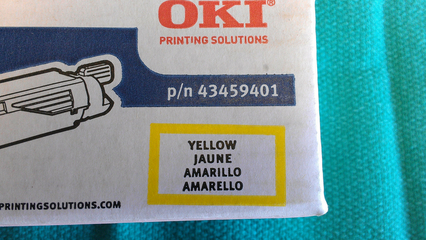 OKI®
PRINTING SOLUTIONS
p/n 43459401
YELLOW
JAUNE
AMARILLO
AMARELLO
PRINTINGSOLUTIONS.COM